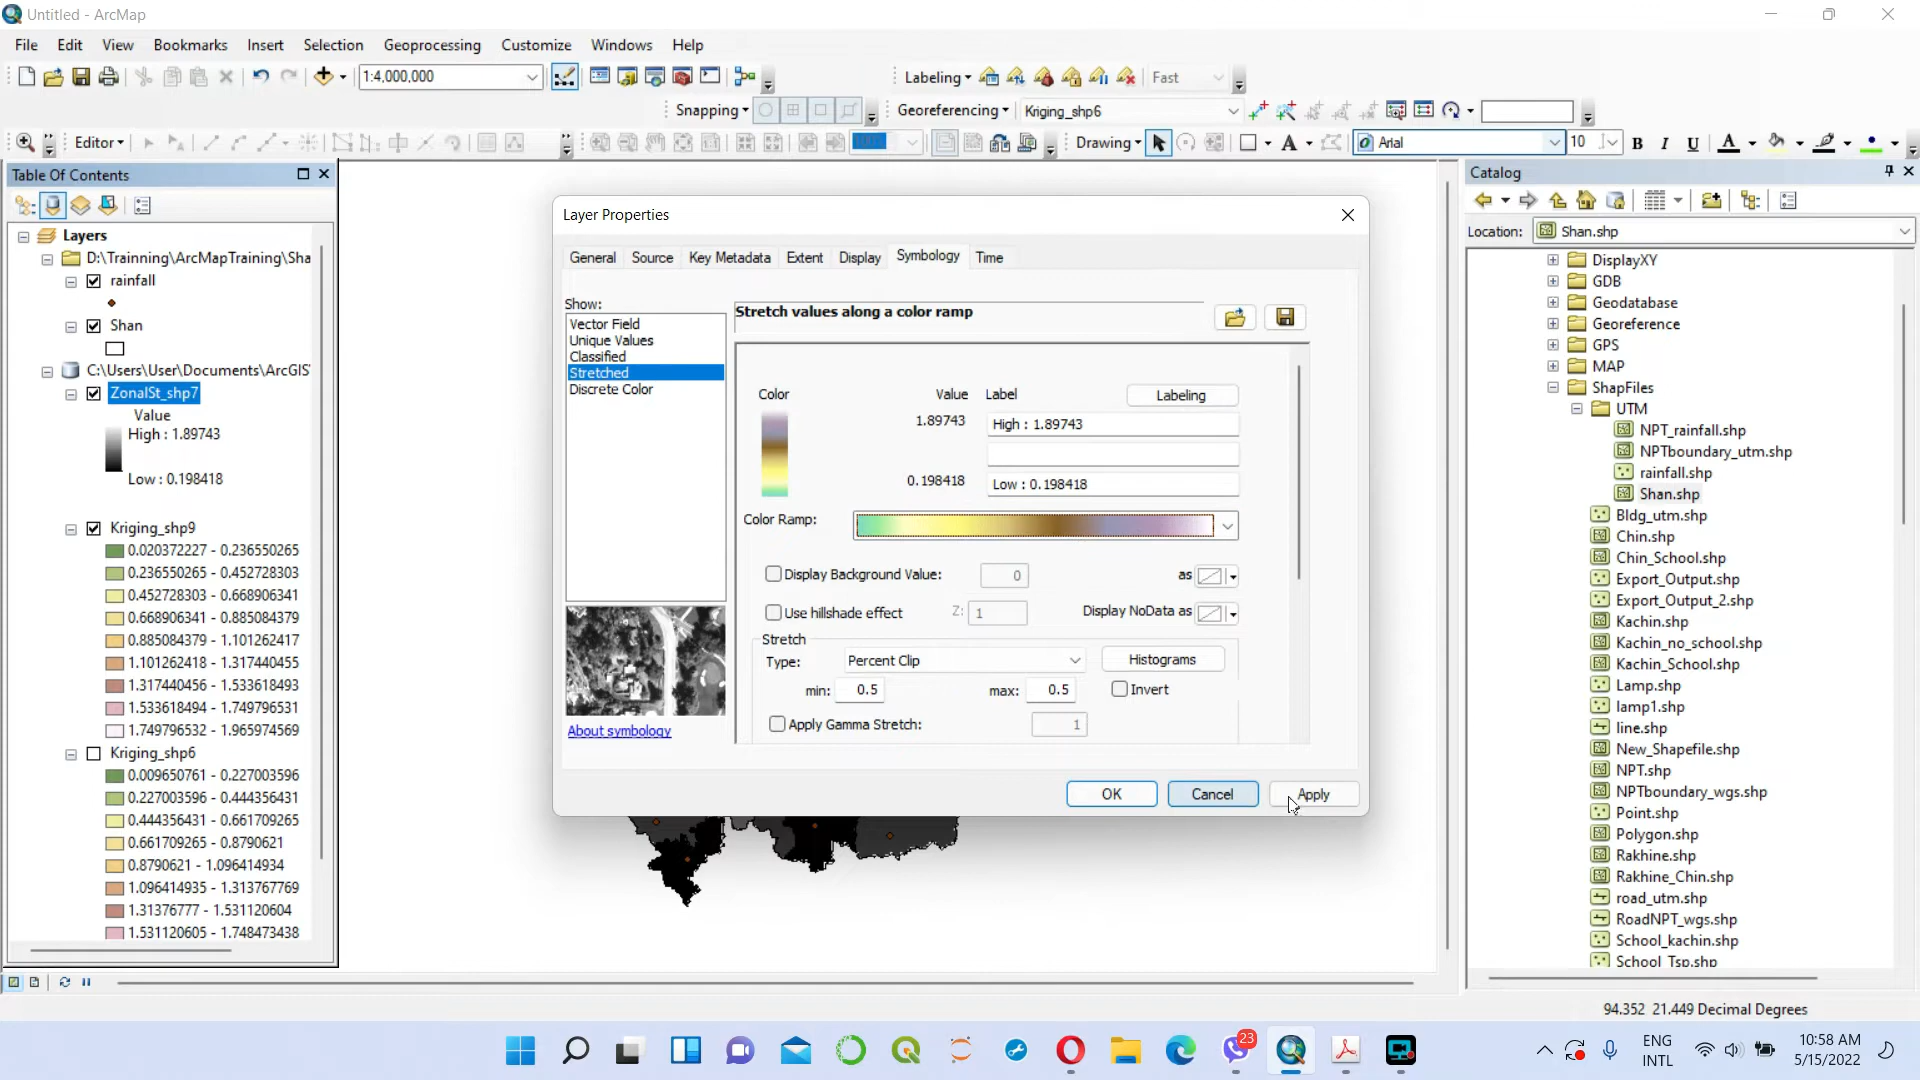 Untitled - ArcMap
File Edit View Bookmarks Insert Selection Geoprocessing Customize Windows Help
1:4,000,000
Labeling
Fast
Snapping
Georeferencing
Kriging_shp6
Editor
Drawing
Arial
10
B I U A
Table Of Contents
Layers
D:\Trainning\ArcMapTraining\Sha
rainfall
Shan
C:\Users\User\Documents\ArcGIS
ZonalSt_shp7
Value
High : 1.89743
Low : 0.198418
Kriging_shp9
0.020372227 - 0.236550265
0.236550265 - 0.452728303
0.452728303 - 0.668906341
0.668906341 - 0.885084379
0.885084379 - 1.101262417
1.101262418 - 1.317440455
1.317440456 - 1.533618493
1.533618494 - 1.749796531
1.749796532 - 1.965974569
Kriging_shp6
0.009650761 - 0.227003596
0.227003596 - 0.444356431
0.444356431 - 0.661709265
0.661709265 - 0.8790621
0.8790621 - 1.096414934
1.096414935 - 1.313767769
1.31376777 - 1.531120604
1.531120605 - 1.748473438
Layer Properties
General Source Key Metadata Extent Display Symbology Time
Show:
Vector Field
Unique Values
Classified
Stretched
Discrete Color
About symbology
Stretch values along a color ramp
Color Value Label Labeling
1.89743 High : 1.89743
0.198418 Low : 0.198418
Color Ramp:
Display Background Value: 0 as
Use hillshade effect Z: 1 Display NoData as
Stretch
Type: Percent Clip Histograms
min: 0.5 max: 0.5 Invert
Apply Gamma Stretch: 1
OK Cancel Apply
Catalog
Location: Shan.shp
DisplayXY
GDB
Geodatabase
Georeference
GPS
MAP
ShapFiles
UTM
NPT_rainfall.shp
NPTboundary_utm.shp
rainfall.shp
Shan.shp
Bldg_utm.shp
Chin.shp
Chin_School.shp
Export_Output.shp
Export_Output_2.shp
Kachin.shp
Kachin_no_school.shp
Kachin_School.shp
Lamp.shp
lamp1.shp
line.shp
New_Shapefile.shp
NPT.shp
NPTboundary_wgs.shp
Point.shp
Polygon.shp
Rakhine.shp
Rakhine_Chin.shp
road_utm.shp
RoadNPT_wgs.shp
School_kachin.shp
School_Tsp.shp
94.352 21.449 Decimal Degrees
23
ENG
INTL
10:58 AM
5/15/2022